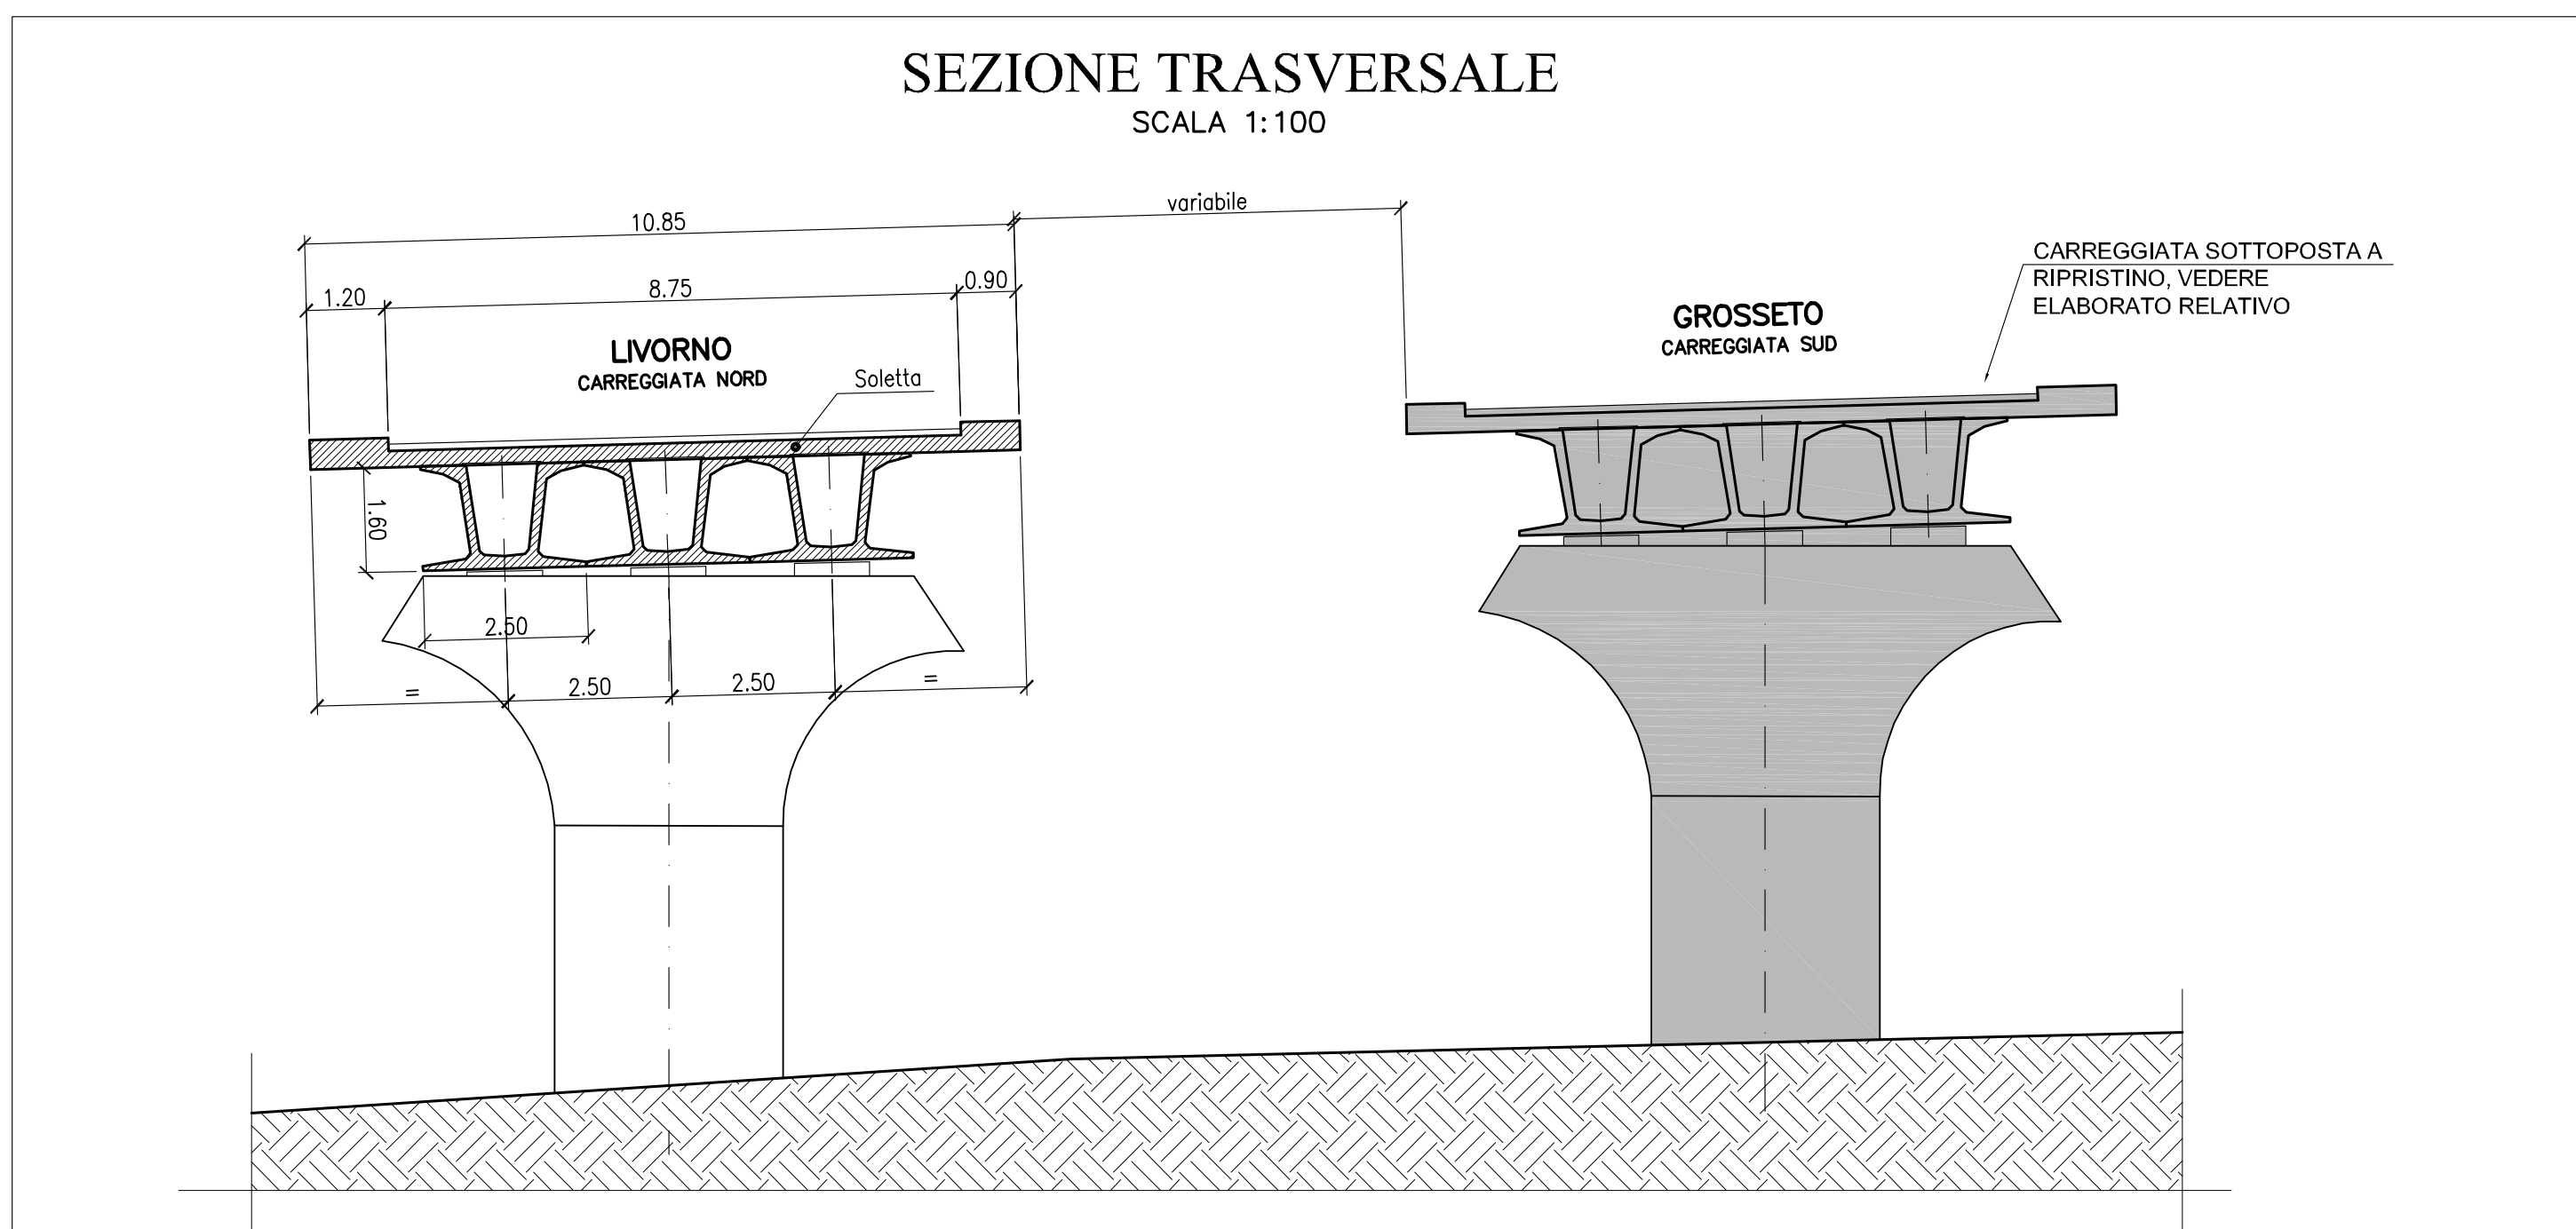 SEZIONE TRASVERSALE
SCALA 1:100
variabile
10.85
1.20
8.75
0.90
CARREGGIATA SOTTOPOSTA A
RIPRISTINO, VEDERE
ELABORATO RELATIVO
LIVORNO
CARREGGIATA NORD
Soletta
GROSSETO
CARREGGIATA SUD
1.60
2.50
=
2.50
2.50
=